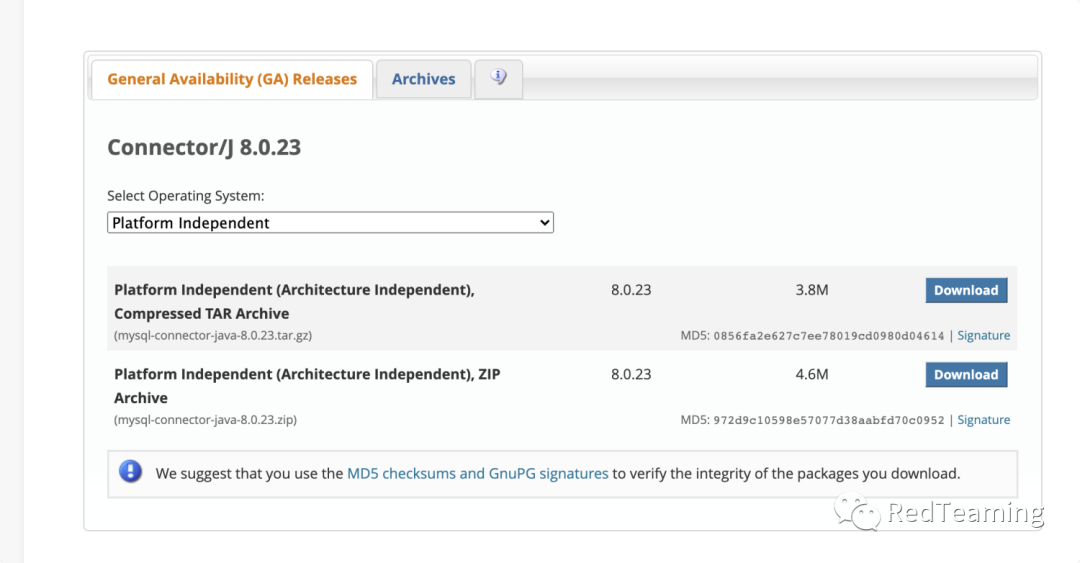 General Availability (GA) Releases
Archives
Connector/J 8.0.23
Select Operating System:
Platform Independent
Platform Independent (Architecture Independent), 8.0.23 3.8M Download
Compressed TAR Archive
(mysql-connector-java-8.0.23.tar.gz) MD5: 0856fa2e627c7ee78019cd0980d04614 | Signature
Platform Independent (Architecture Independent), ZIP 8.0.23 4.6M Download
Archive
(mysql-connector-java-8.0.23.zip) MD5: 972d9c10598e57077d38aabfd70c0952 | Signature
We suggest that you use the MD5 checksums and GnuPG signatures to verify the integrity of the packages you download.
RedTeaming